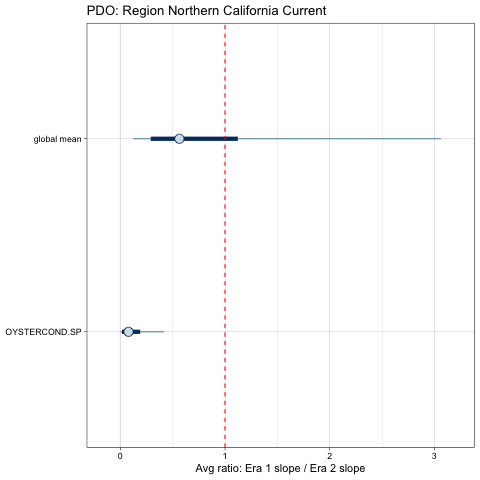 PDO: Region Northern California Current
global mean
OYSTERCOND.SP
0 1 2 3
Avg ratio: Era 1 slope / Era 2 slope